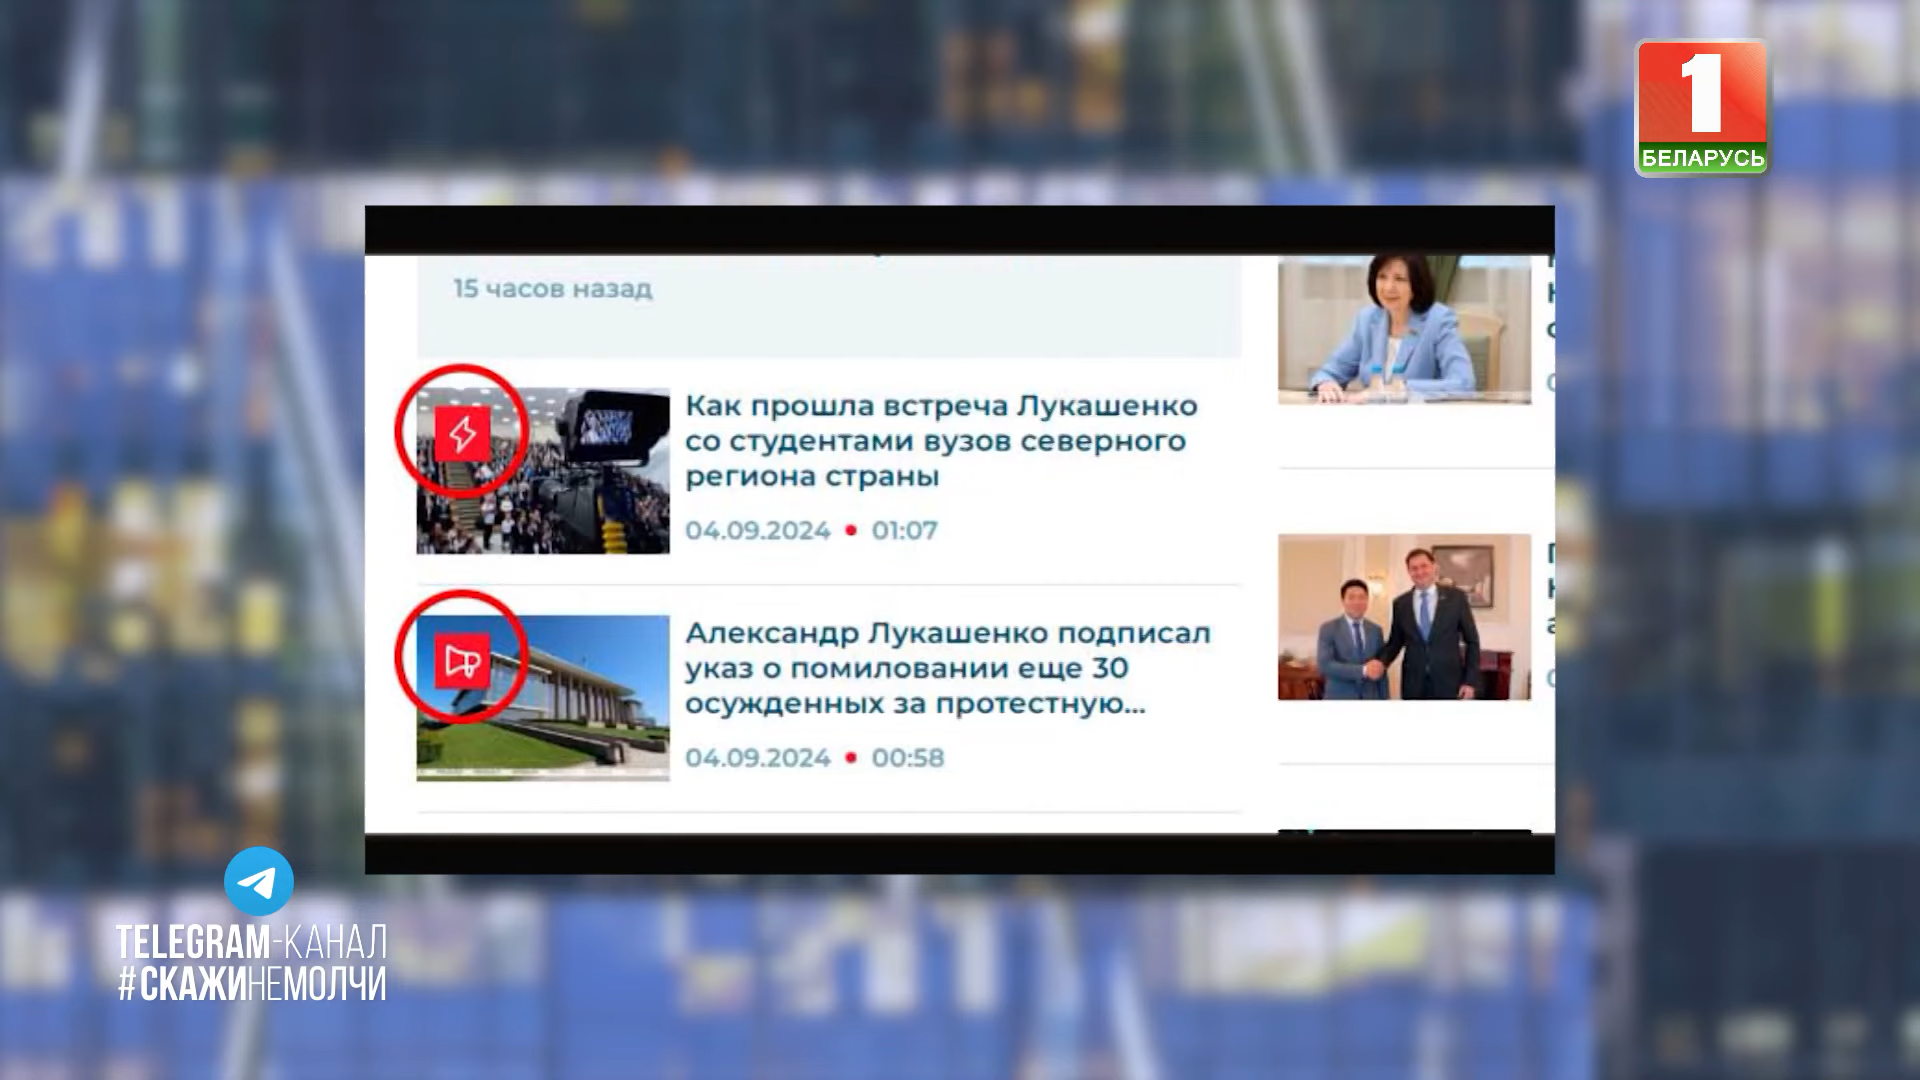 1
БЕЛАРУСЬ
15 часов назад
Как прошла встреча Лукашенко
со студентами вузов северного
региона страны
04.09.2024 • 01:07
Александр Лукашенко подписал
указ о помиловании еще 30
осужденных за протестную...
04.09.2024 • 00:58
TELEGRAM-КАНАЛ
#СКАЖИНЕМОЛЧИ